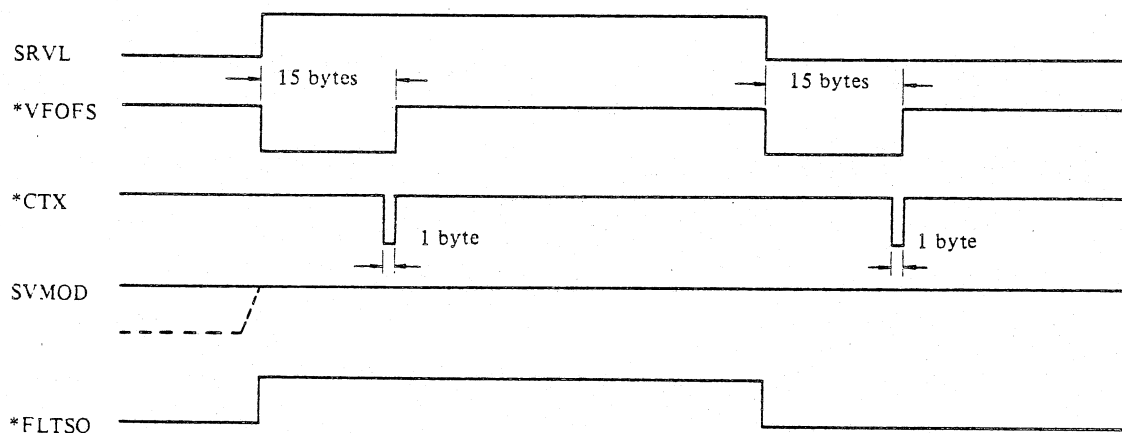 SRVL
15 bytes
15 bytes
*VFOFS
*CTX
1 byte
1 byte
SVMOD
*FLTSO